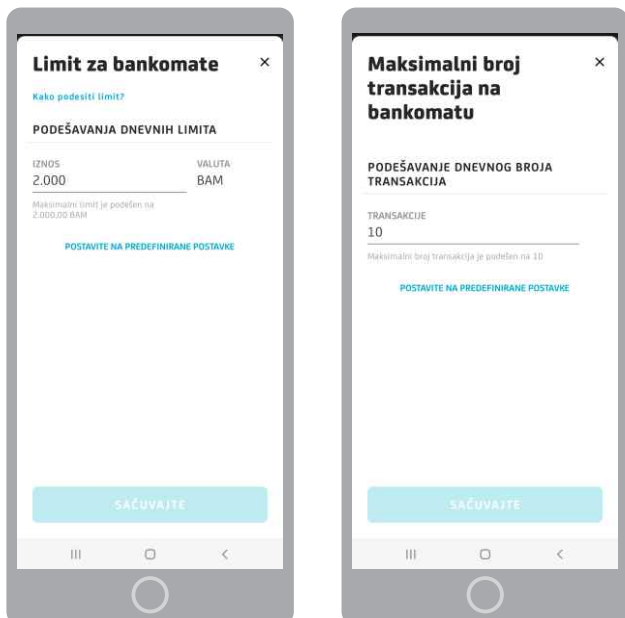 Limit za bankomate
Kako podesiti limit?
PODEŠAVANJA DNEVNIH LIMITA
IZNOS VALUTA
2.000 BAM
Maksimalni limit je podešen na
2.000,00 BAM
POSTAVITE NA PREDEFINIRANE POSTAVKE
SAČUVAJTE
Maksimalni broj
transakcija na
bankomatu
PODEŠAVANJE DNEVNOG BROJA
TRANSAKCIJA
TRANSAKCIJE
10
Maksimalni broj transakcija je podešen na 10
POSTAVITE NA PREDEFINIRANE POSTAVKE
SAČUVAJTE